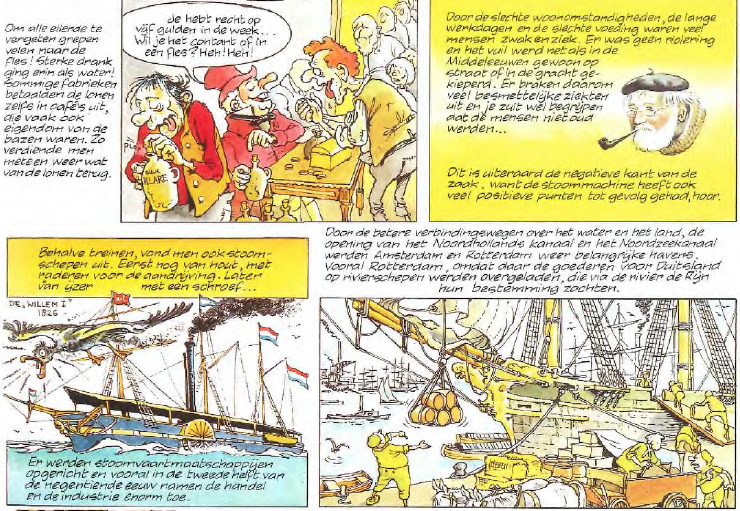 Om alle ellende te
vergeten grepen
velen naar de
fles! Sterke drank
ging erin als water!
Sommige fabrieken
betaalden de lonen
zelfs in café's uit,
die vaak ook
eigendom van de
bazen waren. Zo
verdiende men
meteen weer wat
van de lonen terug.
Je hebt recht op
vijf gulden in de week...
Wil je het contant of in
een fles? Heh! Heh!
KLARE
Door de slechte woonomstandigheden, de lange
werkdagen en de slechte voeding waren veel
mensen zwak en ziek. Er was geen riolering
en het vuil werd net als in de
Middeleeuwen gewoon op
straat of in de gracht ge-
kieperd. Er braken daarom
veel besmettelijke ziekten
uit en je zult wel begrijpen
dat de mensen niet oud
werden...
Dit is uiteraard de negatieve kant van de
zaak, want de stoommachine heeft ook
veel positieve punten tot gevolg gehad, hoor.
Behalve treinen, vond men ook stoom-
schepen uit. Eerst nog van hout, met
raderen voor de aandrijving. Later
van ijzer met een schroef...
DE „WILLEM I"
1826
Er werden stoomvaartmaatschappijen
opgericht en vooral in de tweede helft van
de negentiende eeuw namen de handel
en de industrie enorm toe.
Door de betere verbindingswegen over het water en het land, de
opening van het Noordhollands kanaal en het Noordzeekanaal
werden Amsterdam en Rotterdam weer belangrijke havens.
Vooral Rotterdam, omdat daar de goederen voor Duitsland
op rivierschepen werden overgeladen, die via de rivier de Rijn
hun bestemming zochten.